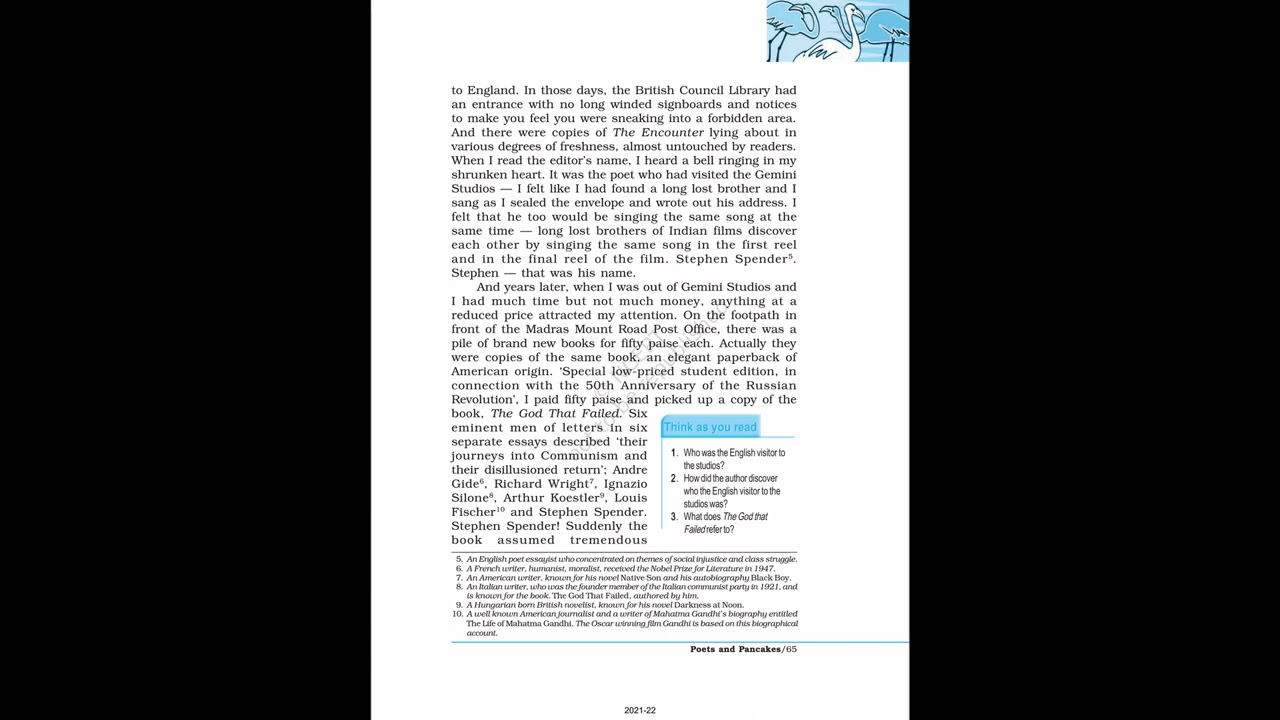 to England. In those days, the British Council Library had
an entrance with no long winded signboards and notices
to make you feel you were sneaking into a forbidden area.
And there were copies of The Encounter lying about in
various degrees of freshness, almost untouched by readers.
When I read the editor's name, I heard a bell ringing in my
shrunken heart. It was the poet who had visited the Gemini
Studios — I felt like I had found a long lost brother and I
sang as I sealed the envelope and wrote out his address. I
felt that he too would be singing the same song at the
same time — long lost brothers of Indian films discover
each other by singing the same song in the first reel
and in the final reel of the film. Stephen Spender⁵.
Stephen — that was his name.
And years later, when I was out of Gemini Studios and
I had much time but not much money, anything at a
reduced price attracted my attention. On the footpath in
front of the Madras Mount Road Post Office, there was a
pile of brand new books for fifty paise each. Actually they
were copies of the same book, an elegant paperback of
American origin. ‘Special low-priced student edition, in
connection with the 50th Anniversary of the Russian
Revolution’, I paid fifty paise and picked up a copy of the
book, The God That Failed. Six
eminent men of letters in six
separate essays described ‘their
journeys into Communism and
their disillusioned return’; Andre
Gide⁶, Richard Wright⁷, Ignazio
Silone⁸, Arthur Koestler⁹, Louis
Fischer¹⁰ and Stephen Spender.
Stephen Spender! Suddenly the
book assumed tremendous
Think as you read
1. Who was the English visitor to
the studios?
2. How did the author discover
who the English visitor to the
studios was?
3. What does The God that
Failed refer to?
5. An English poet essayist who concentrated on themes of social injustice and class struggle.
6. A French writer, humanist, moralist, received the Nobel Prize for Literature in 1947.
7. An American writer, known for his novel Native Son and his autobiography Black Boy.
8. An Italian writer, who was the founder member of the Italian communist party in 1921, and
is known for the book, The God That Failed, authored by him.
9. A Hungarian born British novelist, known for his novel Darkness at Noon.
10. A well known American journalist and a writer of Mahatma Gandhi's biography entitled
The Life of Mahatma Gandhi. The Oscar winning film Gandhi is based on this biographical
account.
Poets and Pancakes/65
2021-22